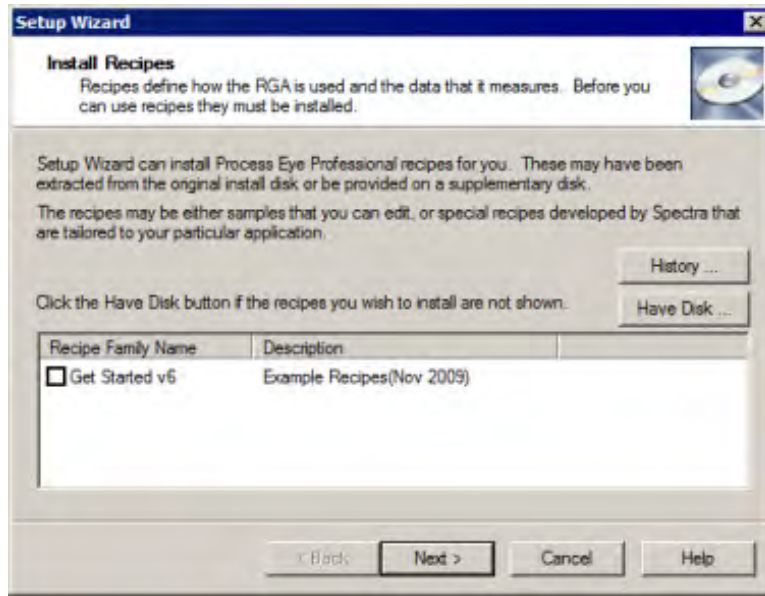 Setup Wizard
Install Recipes
Recipes define how the RGA is used and the data that it measures. Before you
can use recipes they must be installed.
Setup Wizard can install Process Eye Professional recipes for you. These may have been
extracted from the original install disk or be provided on a supplementary disk.
The recipes may be either samples that you can edit, or special recipes developed by Spectra that
are tailored to your particular application.
History ...
Click the Have Disk button if the recipes you wish to install are not shown.
Have Disk ...
Recipe Family Name Description
Get Started v6 Example Recipes(Nov 2009)
< Back Next > Cancel Help